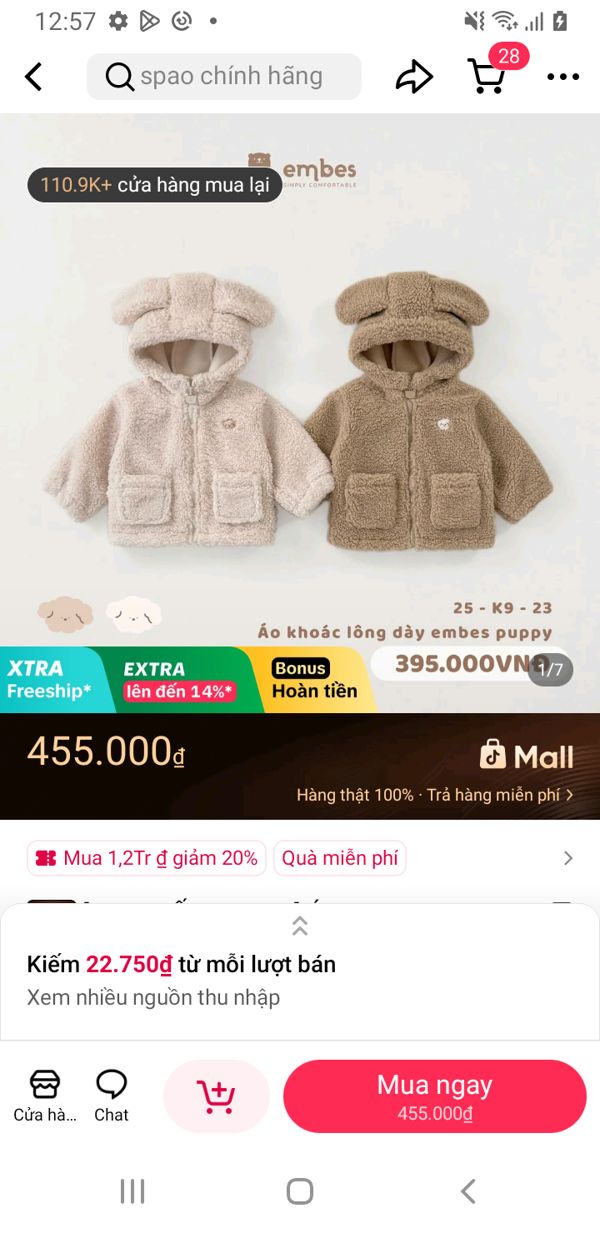 12:57
spao chính hãng
28
embes
SIMPLY COMFORTABLE
110.9K+ cửa hàng mua lại
25 - K9 - 23
Áo khoác lông dày embes puppy
395.000VNĐ
1/7
XTRA
Freeship*
EXTRA
lên đến 14%*
Bonus
Hoàn tiền
455.000₫
Mall
Hàng thật 100% · Trả hàng miễn phí >
Mua 1,2Tr ₫ giảm 20%
Quà miễn phí
Kiếm 22.750₫ từ mỗi lượt bán
Xem nhiều nguồn thu nhập
Cửa hà...
Chat
Mua ngay
455.000₫